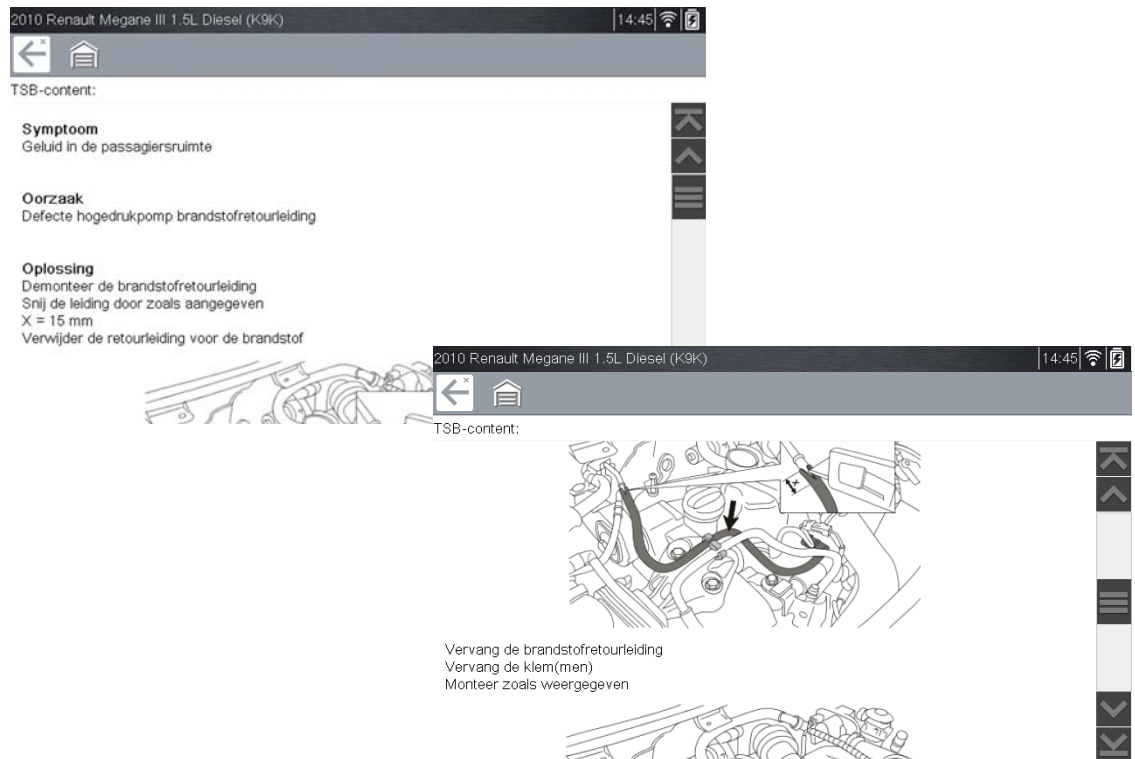 2010 Renault Megane III 1.5L Diesel (K9K)
14:45
TSB-content:
Symptoom
Geluid in de passagiersruimte
Oorzaak
Defecte hogedrukpomp brandstofretourleiding
Oplossing
Demonteer de brandstofretourleiding
Snij de leiding door zoals aangegeven
X = 15 mm
Verwijder de retourleiding voor de brandstof
2010 Renault Megane III 1.5L Diesel (K9K)
14:45
TSB-content:
x
Vervang de brandstofretourleiding
Vervang de klem(men)
Monteer zoals weergegeven